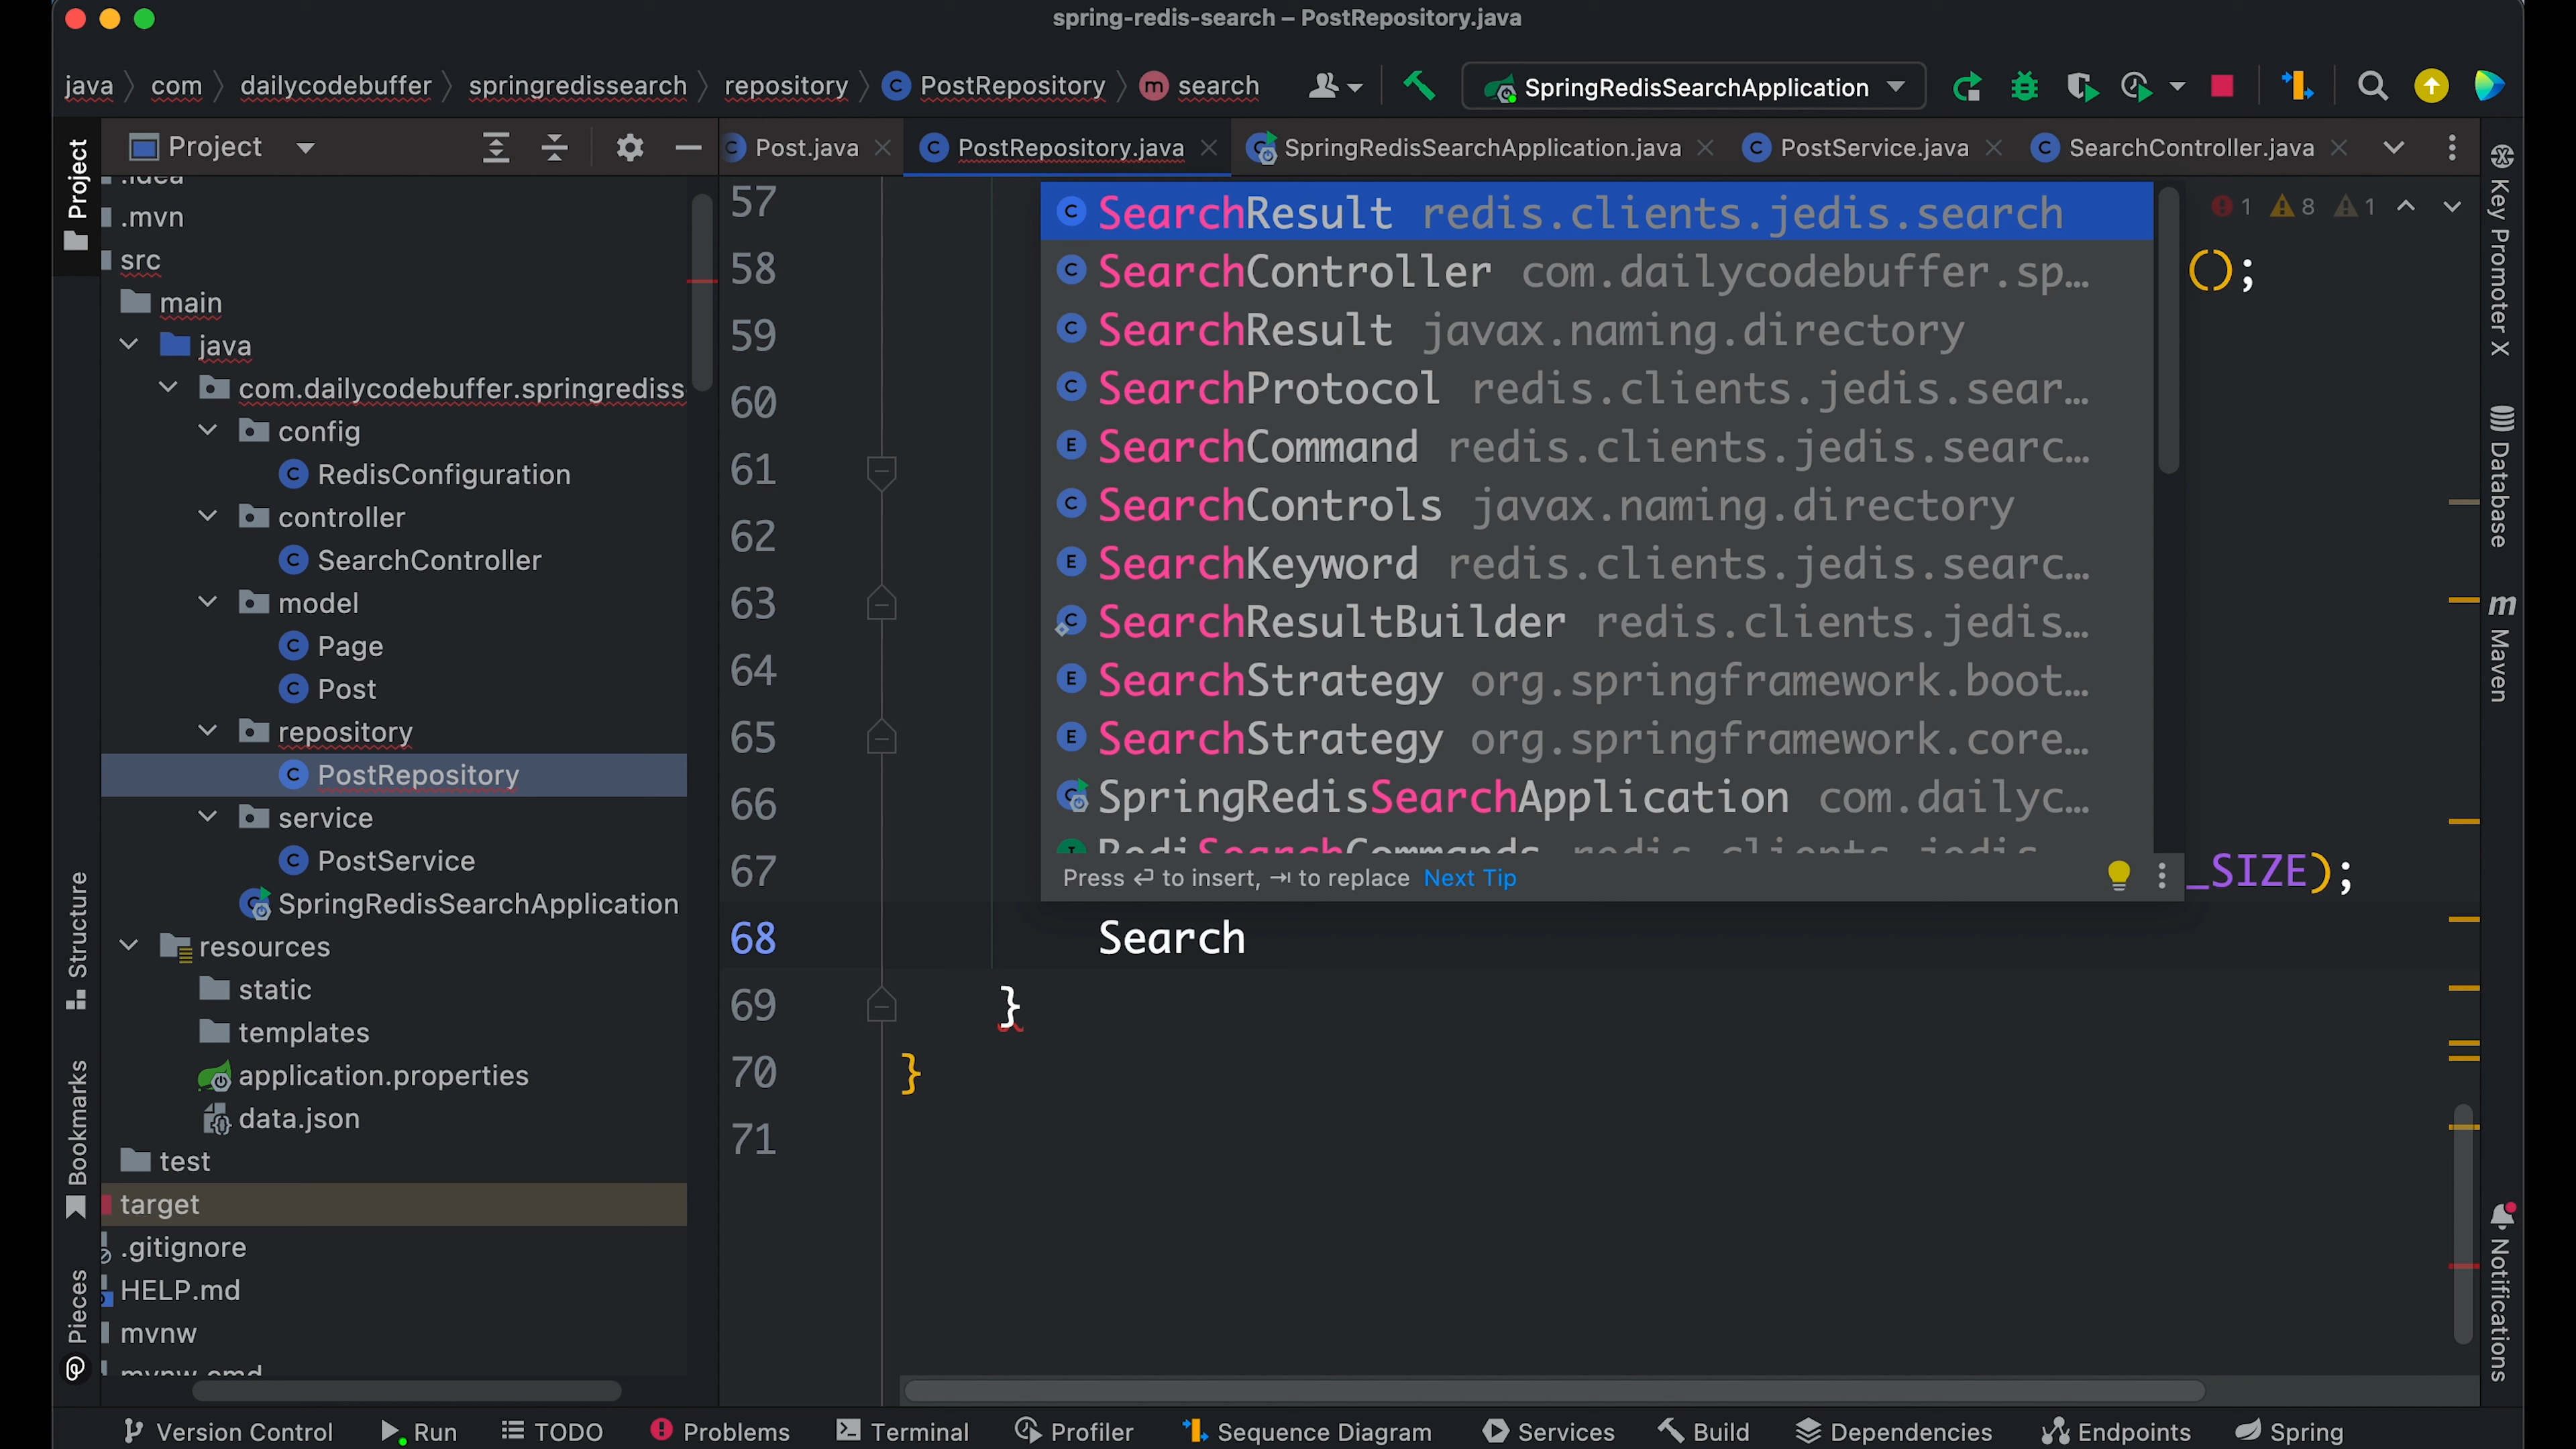 spring-redis-search – PostRepository.java
java com dailycodebuffer springredissearch repository PostRepository search SpringRedisSearchApplication
Project
Post.java PostRepository.java SpringRedisSearchApplication.java PostService.java SearchController.java
.idea
.mvn
src
main
java
com.dailycodebuffer.springrediss
config
RedisConfiguration
controller
SearchController
model
Page
Post
repository
PostRepository
service
PostService
SpringRedisSearchApplication
resources
static
templates
application.properties
data.json
test
target
.gitignore
HELP.md
mvnw
mvnw.cmd
Project
Structure
Bookmarks
Pieces
57
58 ();
59
60
61
62
63
64
65
66
67 _SIZE);
68 Search
69 }
70 }
71
SearchResult redis.clients.jedis.search
SearchController com.dailycodebuffer.sp…
SearchResult javax.naming.directory
SearchProtocol redis.clients.jedis.sear…
SearchCommand redis.clients.jedis.searc…
SearchControls javax.naming.directory
SearchKeyword redis.clients.jedis.searc…
SearchResultBuilder redis.clients.jedis…
SearchStrategy org.springframework.boot…
SearchStrategy org.springframework.core…
SpringRedisSearchApplication com.dailyc…
RediSearchCommands redis.clients.jedis
Press ↩ to insert, ⇥ to replace Next Tip
1 8 1
Key Promoter X
Database
Maven
Notifications
Version Control Run TODO Problems Terminal Profiler Sequence Diagram Services Build Dependencies Endpoints Spring